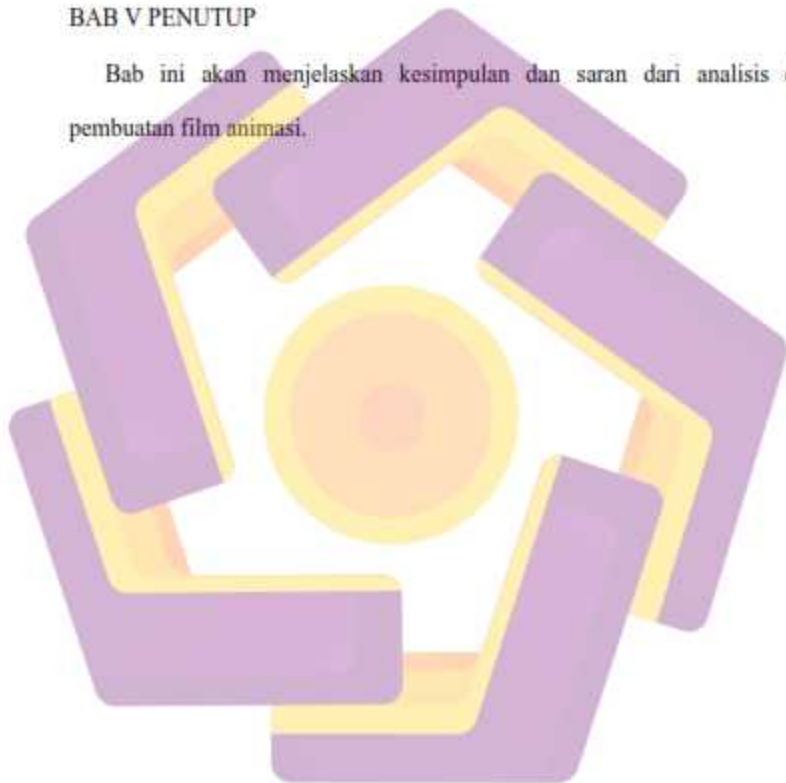 BAB V PENUTUP
Bab ini akan menjelaskan kesimpulan dan saran dari analisis
pembuatan film animasi.